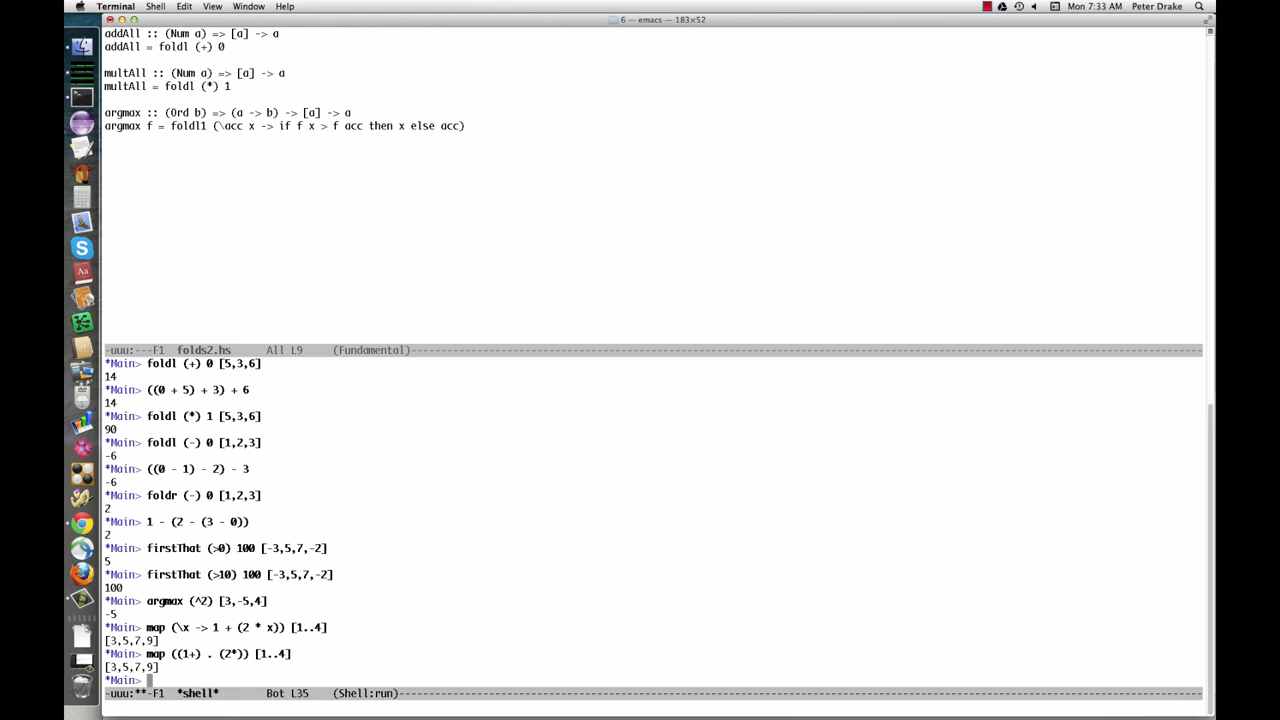 Terminal Shell Edit View Window Help Mon 7:33 AM Peter Drake
6 — emacs — 183×52
addAll :: (Num a) => [a] -> a
addAll = foldl (+) 0
multAll :: (Num a) => [a] -> a
multAll = foldl (*) 1
argmax :: (Ord b) => (a -> b) -> [a] -> a
argmax f = foldl1 (\acc x -> if f x > f acc then x else acc)
-uuu:---F1 folds2.hs All L9 (Fundamental)
*Main> foldl (+) 0 [5,3,6]
14
*Main> ((0 + 5) + 3) + 6
14
*Main> foldl (*) 1 [5,3,6]
90
*Main> foldl (-) 0 [1,2,3]
-6
*Main> ((0 - 1) - 2) - 3
-6
*Main> foldr (-) 0 [1,2,3]
2
*Main> 1 - (2 - (3 - 0))
2
*Main> firstThat (>0) 100 [-3,5,7,-2]
5
*Main> firstThat (>10) 100 [-3,5,7,-2]
100
*Main> argmax (^2) [3,-5,4]
-5
*Main> map (\x -> 1 + (2 * x)) [1..4]
[3,5,7,9]
*Main> map ((1+) . (2*)) [1..4]
[3,5,7,9]
*Main>
-uuu:**-F1 *shell* Bot L35 (Shell:run)